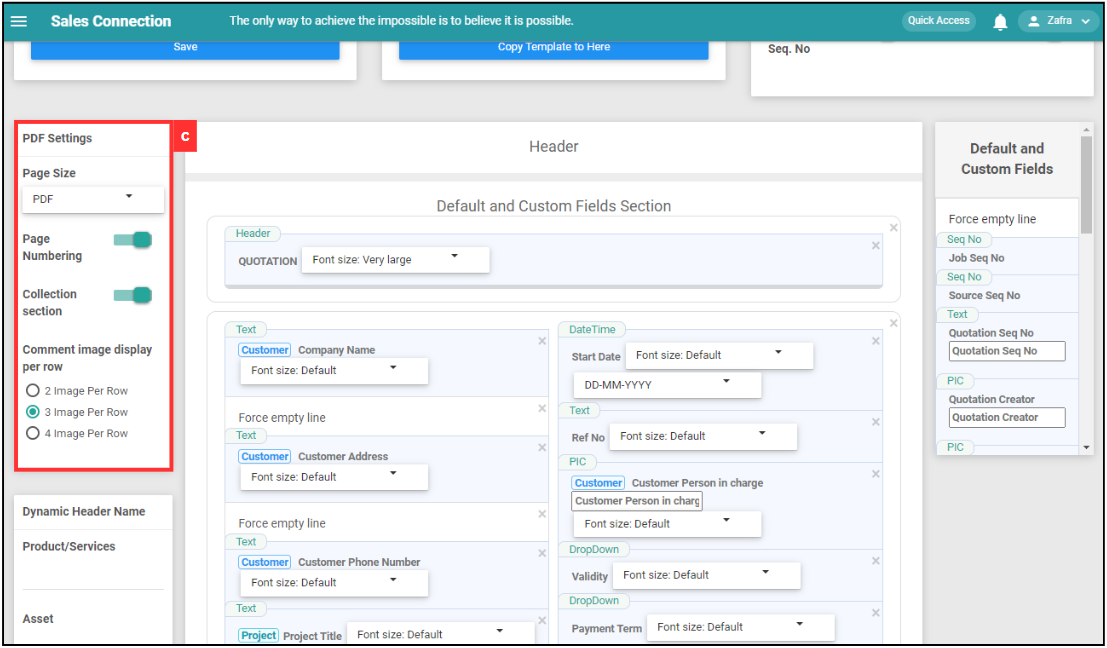 Sales Connection
The only way to achieve the impossible is to believe it is possible.
Quick Access
Zafra
Save
Copy Template to Here
Seq. No
C
PDF Settings
Page Size
PDF
Page
Numbering
Collection
section
Comment image display
per row
2 Image Per Row
3 Image Per Row
4 Image Per Row
Dynamic Header Name
Product/Services
Asset
Header
Default and Custom Fields Section
Header
QUOTATION Font size: Very large
Text
Customer Company Name
Font size: Default
Force empty line
Text
Customer Customer Address
Font size: Default
Force empty line
Text
Customer Customer Phone Number
Font size: Default
Text
Project Project Title Font size: Default
DateTime
Start Date Font size: Default
DD-MM-YYYY
Text
Ref No Font size: Default
PIC
Customer Customer Person in charge
Customer Person in charg
Font size: Default
DropDown
Validity Font size: Default
DropDown
Payment Term Font size: Default
Default and
Custom Fields
Force empty line
Seq No
Job Seq No
Seq No
Source Seq No
Text
Quotation Seq No
Quotation Seq No
PIC
Quotation Creator
Quotation Creator
PIC